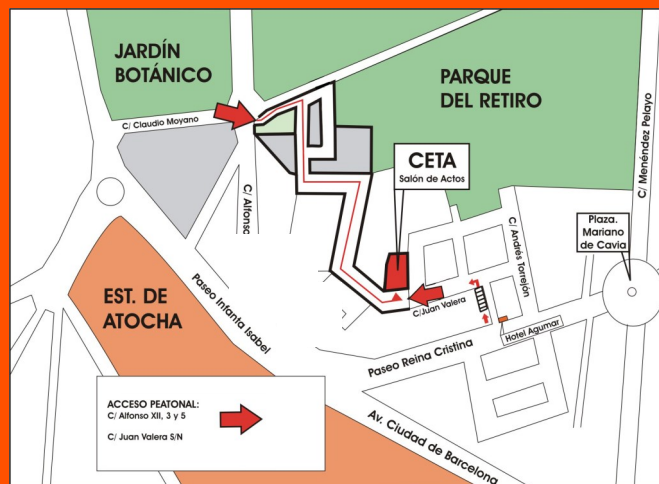 JARDÍN
BOTÁNICO
PARQUE
DEL RETIRO
C/ Menéndez Pelayo
C/ Claudio Moyano
CETA
Salón de Actos
C/ Alfonso
C/ Andrés Torrejón
Plaza.
Mariano
de Cavia
EST. DE
ATOCHA
Paseo Infanta Isabel
C/Juan Valera
Hotel Agumar
Paseo Reina Cristina
ACCESO PEATONAL:
C/ Alfonso XII, 3 y 5
C/ Juan Valera S/N
Av. Ciudad de Barcelona